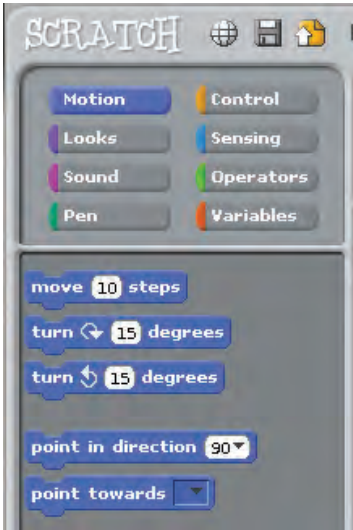 SCRATCH
Motion Control
Looks Sensing
Sound Operators
Pen Variables
move 10 steps
turn 15 degrees
turn 15 degrees
point in direction 90
point towards